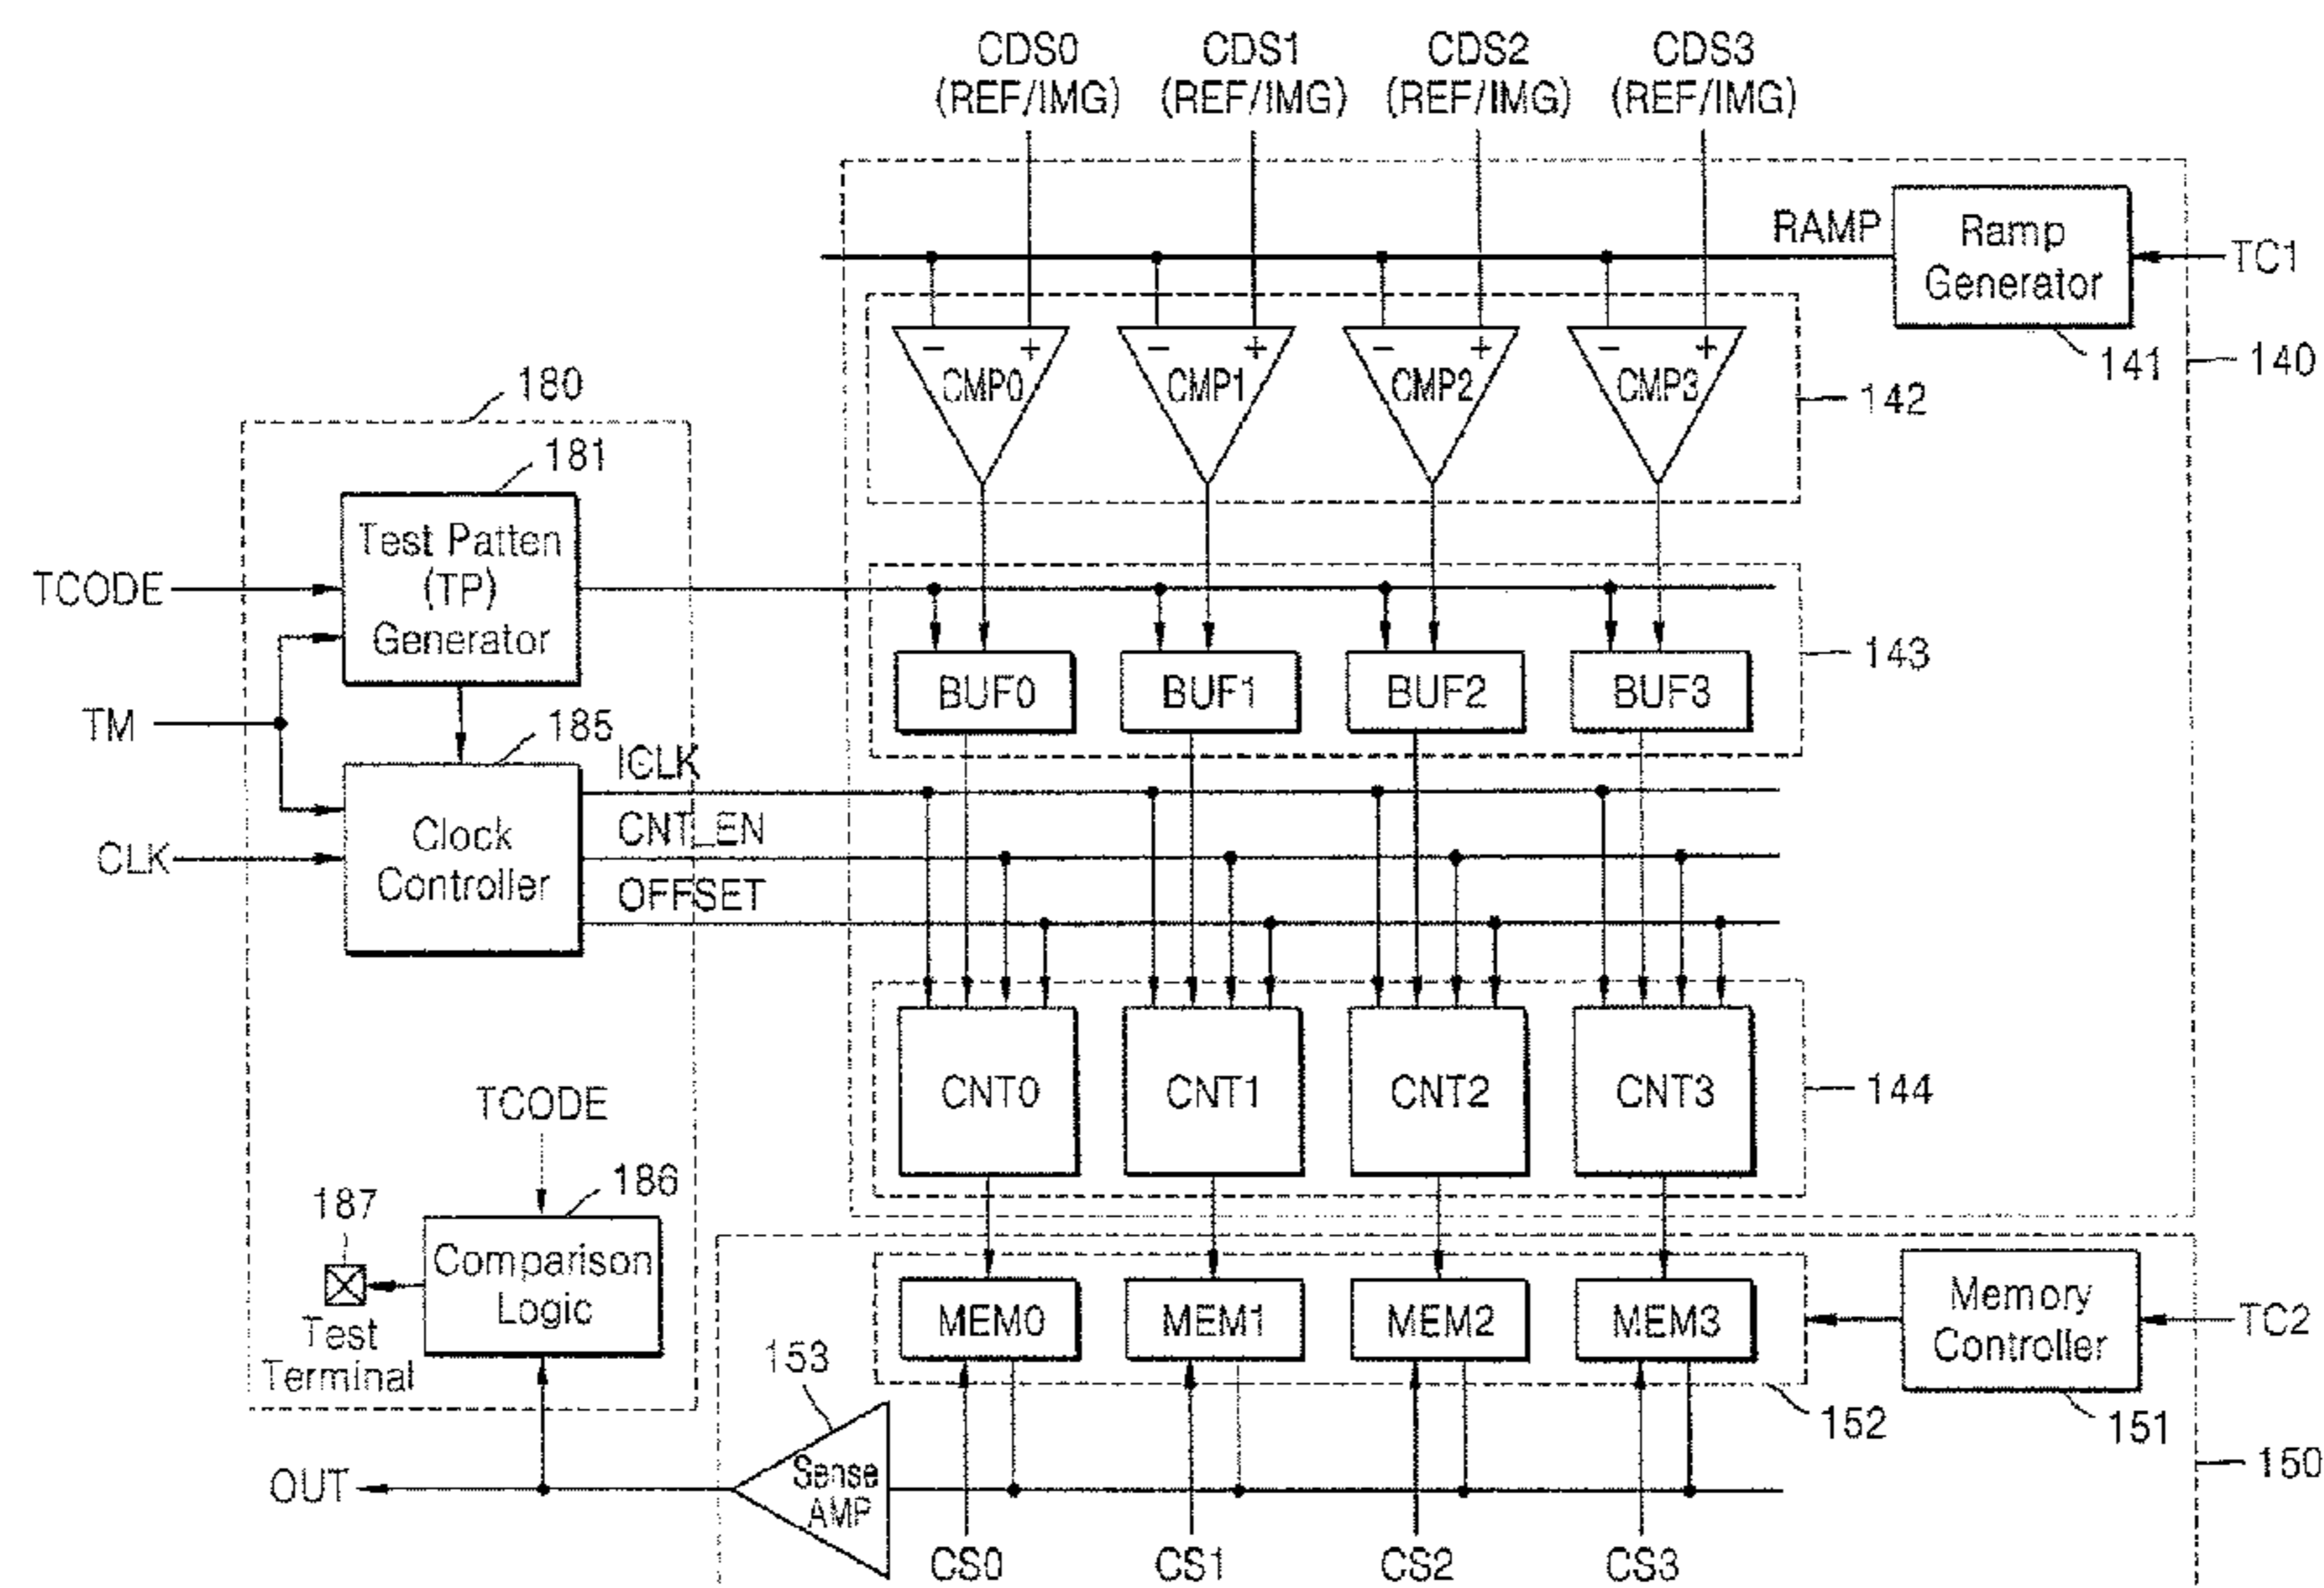 CDS0 CDS1 CDS2 CDS3
(REF/IMG) (REF/IMG) (REF/IMG) (REF/IMG)
RAMP
Ramp
Generator
TC1
141
140
- + - + - + - +
CMP0 CMP1 CMP2 CMP3
142
180
181
Test Patten
(TP)
Generator
TCODE
TM
BUF0 BUF1 BUF2 BUF3
143
185
ICLK
CNT_EN
OFFSET
Clock
Controller
CLK
CNT0 CNT1 CNT2 CNT3
144
TCODE
186
187
Comparison
Logic
Test
Terminal
MEM0 MEM1 MEM2 MEM3
Memory
Controller
TC2
153
152
151
150
Sense
AMP
OUT
CS0 CS1 CS2 CS3